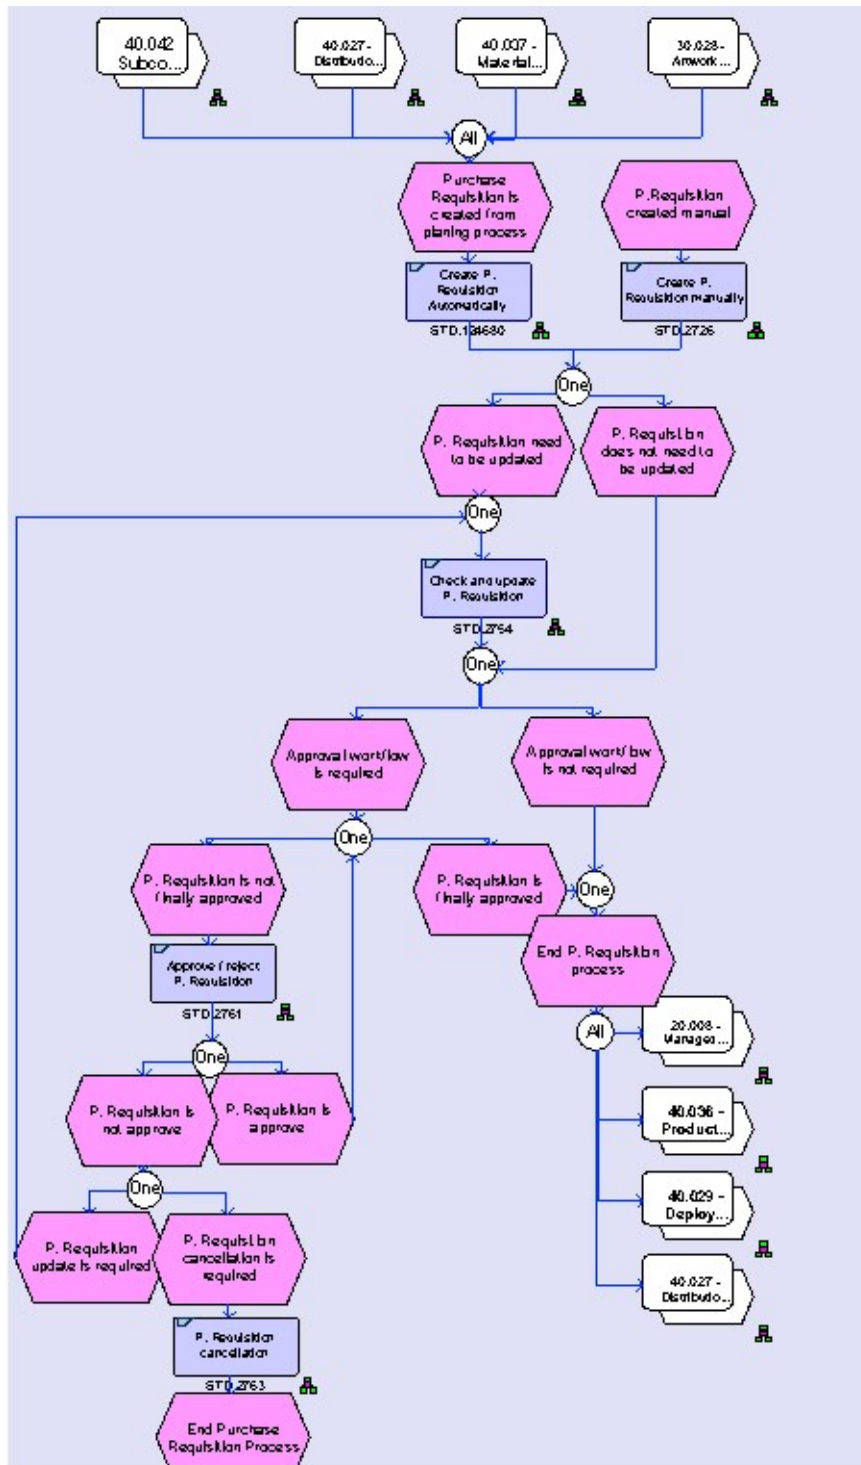 40.042
Subco...
40.027 -
Distributio...
40.037 -
Material...
30.028 -
Artwork ...
All
Purchase
Requisition is
created from
planing process
P.Requisition
created manual
Create P.
Requisition
Automatically
Create P.
Requisition manually
STD.134680
STD.2726
One
P. Requisition need
to be updated
P. Requisition
does not need to
be updated
One
Check and update
P. Requisition
STD.2764
One
Approval workflow
is required
Approval workflow
is not required
One
P. Requisition is not
finally approved
P. Requisition is
finally approved
One
Approve / reject
P. Requisition
End P. Requisition
process
STD.2761
All
20.008 -
Manages...
One
P. Requisition is
not approve
P. Requisition is
approve
40.036 -
Product...
One
40.029 -
Deploy...
P. Requisition
update is required
P. Requisition
cancellation is
required
40.027 -
Distributio...
P. Requisition
cancellation
STD.2763
End Purchase
Requisition Process